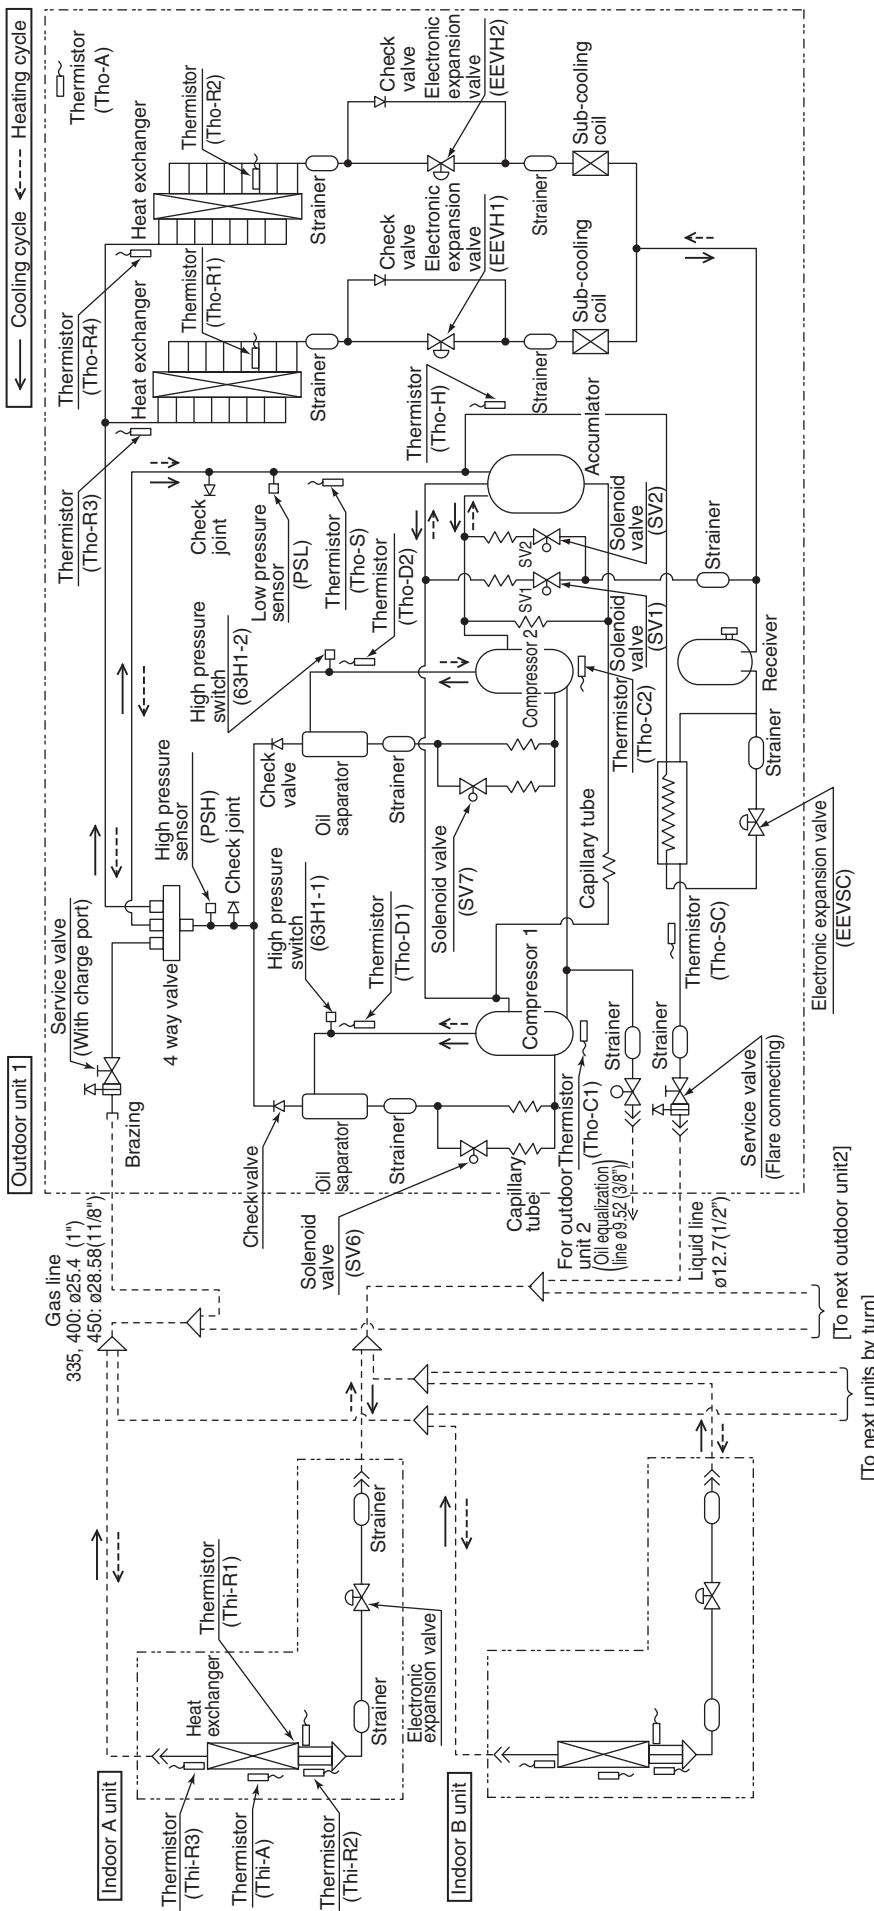 Cooling cycle
Heating cycle
Outdoor unit 1
Thermistor
(Tho-A)
Thermistor
(Tho-R4)
Heat exchanger
Thermistor
(Tho-R2)
Strainer
Check
valve
Electronic
expansion
valve
(EEVH2)
Strainer
Sub-cooling
coil
Thermistor
(Tho-R3)
Heat exchanger
Thermistor
(Tho-R1)
Strainer
Check
valve
Electronic
expansion
valve
(EEVH1)
Strainer
Sub-cooling
coil
Check
joint
Low pressure
sensor
(PSL)
Thermistor
(Tho-S)
Thermistor
(Tho-H)
Accumlator
High pressure
switch
(63H1-2)
Thermistor
(Tho-D2)
SV1
SV2
Solenoid
valve
(SV2)
Solenoid
valve
(SV1)
Strainer
Compressor 2
Thermistor
(Tho-C2)
Receiver
Service valve
(With charge port)
4 way valve
High pressure
sensor
(PSH)
Check joint
Check
valve
Oil
saparator
Strainer
Solenoid valve
(SV7)
Capillary tube
Strainer
High pressure
switch
(63H1-1)
Thermistor
(Tho-D1)
Compressor 1
Thermistor
(Tho-SC)
Electronic expansion valve
(EEVSC)
Brazing
Check valve
Oil
saparator
Strainer
Solenoid
valve
(SV6)
Capillary
tube
Thermistor
(Tho-C1)
Strainer
Strainer
Service valve
(Flare connecting)
For outdoor
unit 2
(Oil equalization
line ø9.52 (3/8"))
Liquid line
ø12.7(1/2")
Gas line
335, 400: ø25.4 (1")
450: ø28.58(11/8")
[To next outdoor unit2]
[To next units by turn]
Indoor A unit
Thermistor
(Thi-R3)
Thermistor
(Thi-A)
Thermistor
(Thi-R2)
Heat
exchanger
Thermistor
(Thi-R1)
Strainer
Electronic
expansion valve
Strainer
Indoor B unit